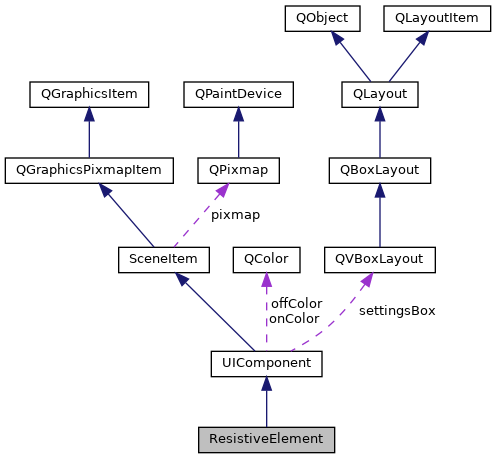 QObject
QLayoutItem
QGraphicsItem
QPaintDevice
QLayout
QGraphicsPixmapItem
QPixmap
QBoxLayout
pixmap
SceneItem
QColor
QVBoxLayout
offColor
onColor
settingsBox
UIComponent
ResistiveElement